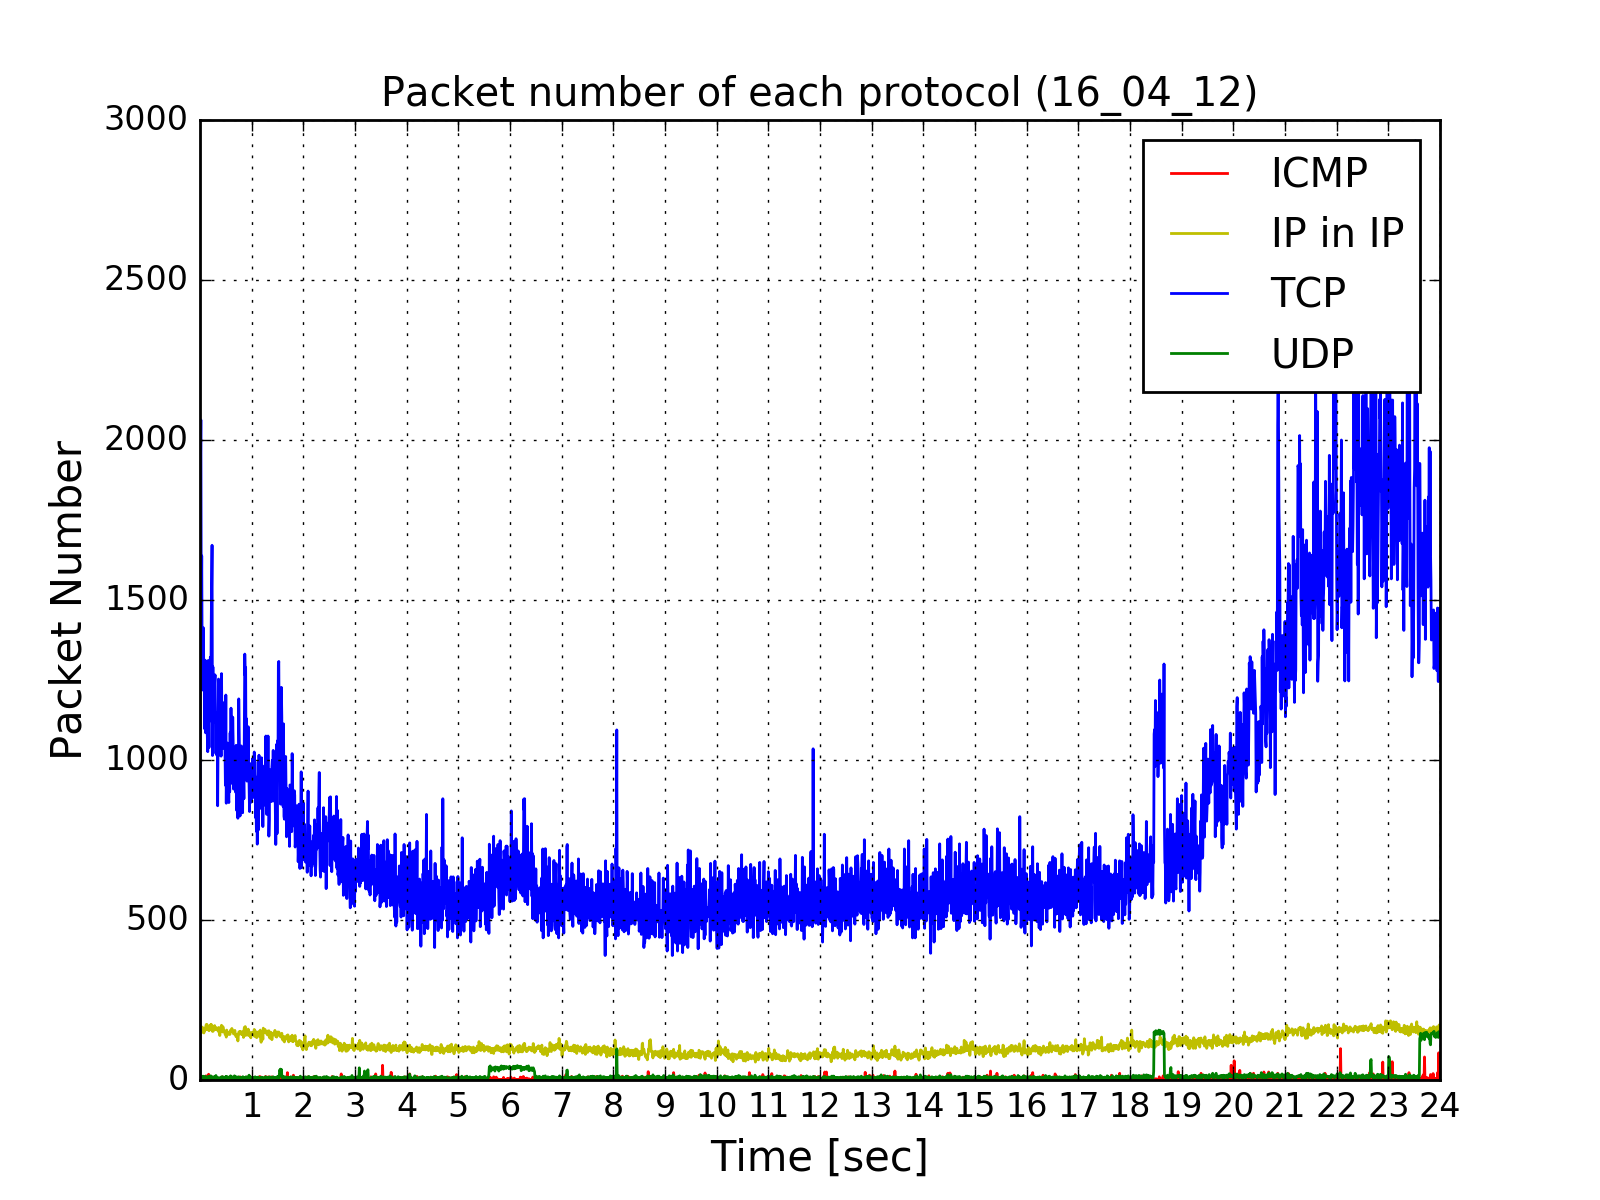 Packet number of each protocol (16_04_12)
3000
2500
2000
1500
1000
500
0
Packet Number
ICMP
IP in IP
TCP
UDP
1 2 3 4 5 6 7 8 9 10 11 12 13 14 15 16 17 18 19 20 21 22 23 24
Time [sec]